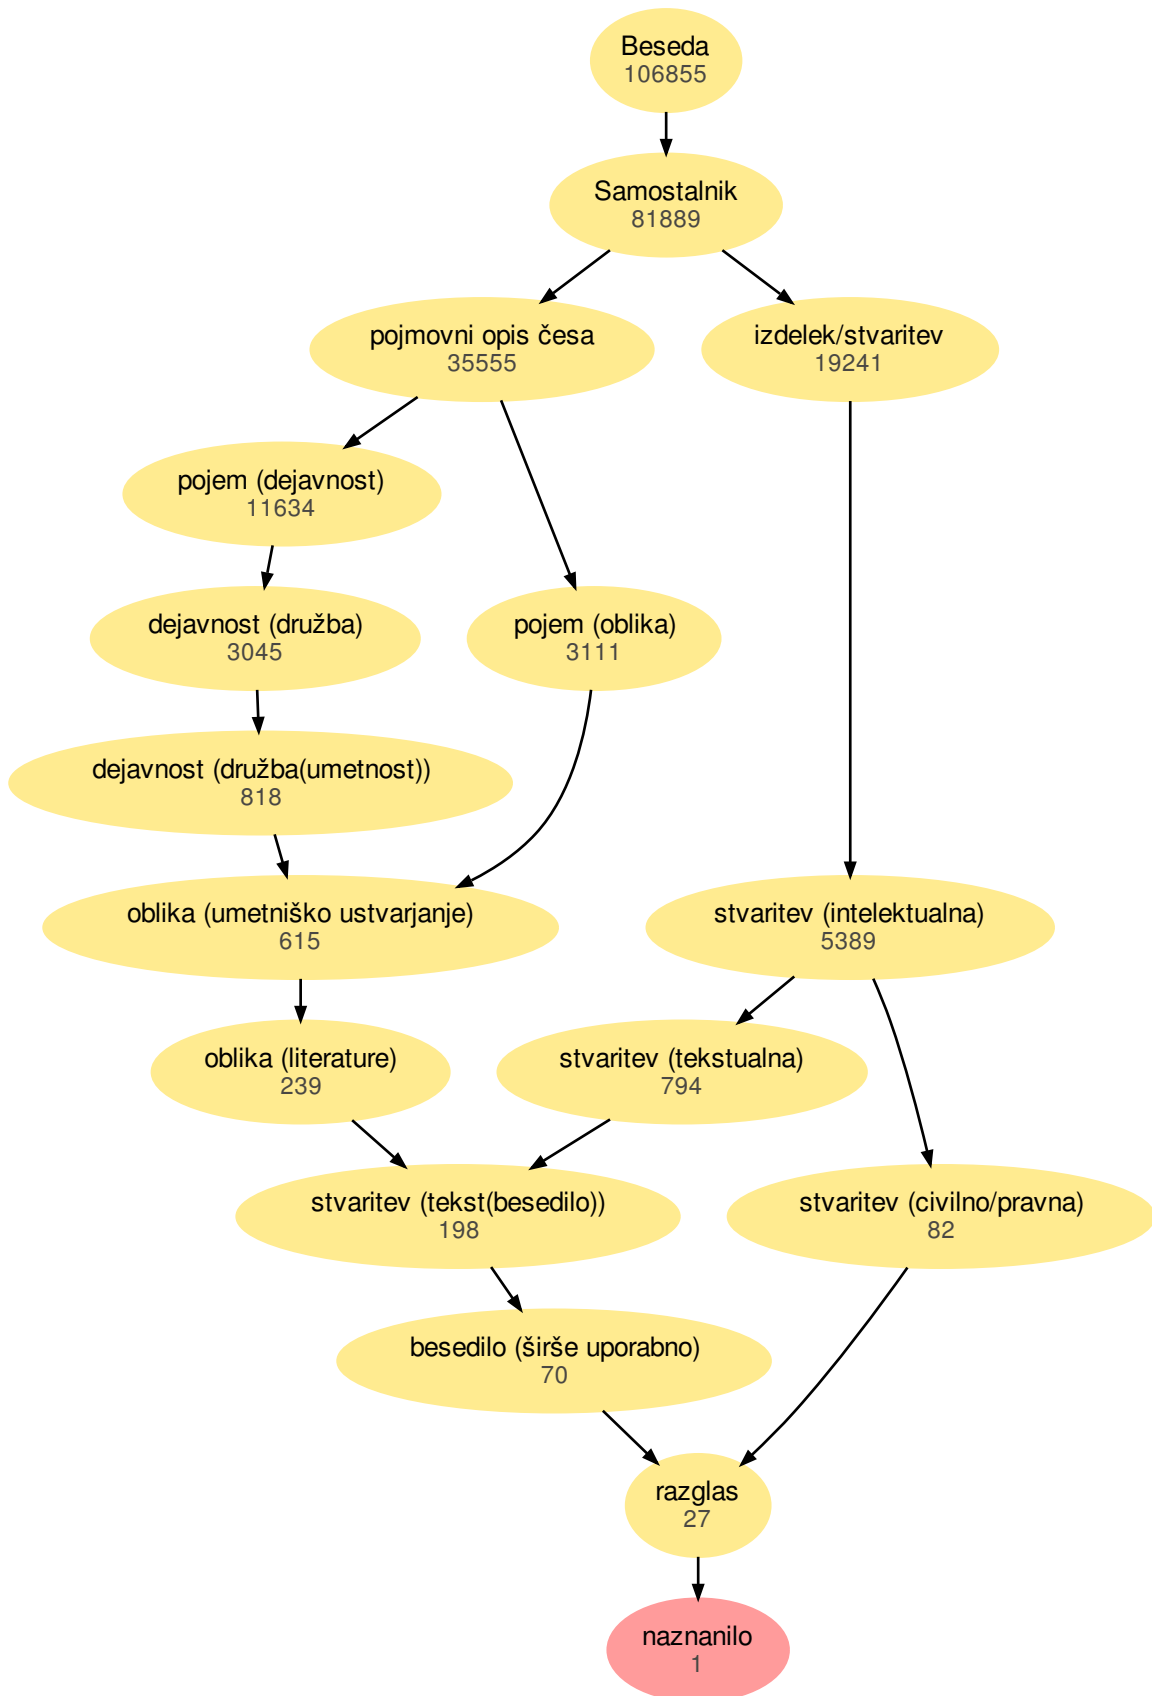 Beseda
106855
Samostalnik
81889
pojmovni opis česa
35555
izdelek/stvaritev
19241
pojem (dejavnost)
11634
dejavnost (družba)
3045
pojem (oblika)
3111
dejavnost (družba(umetnost))
818
oblika (umetniško ustvarjanje)
615
stvaritev (intelektualna)
5389
oblika (literature)
239
stvaritev (tekstualna)
794
stvaritev (tekst(besedilo))
198
stvaritev (civilno/pravna)
82
besedilo (širše uporabno)
70
razglas
27
naznanilo
1